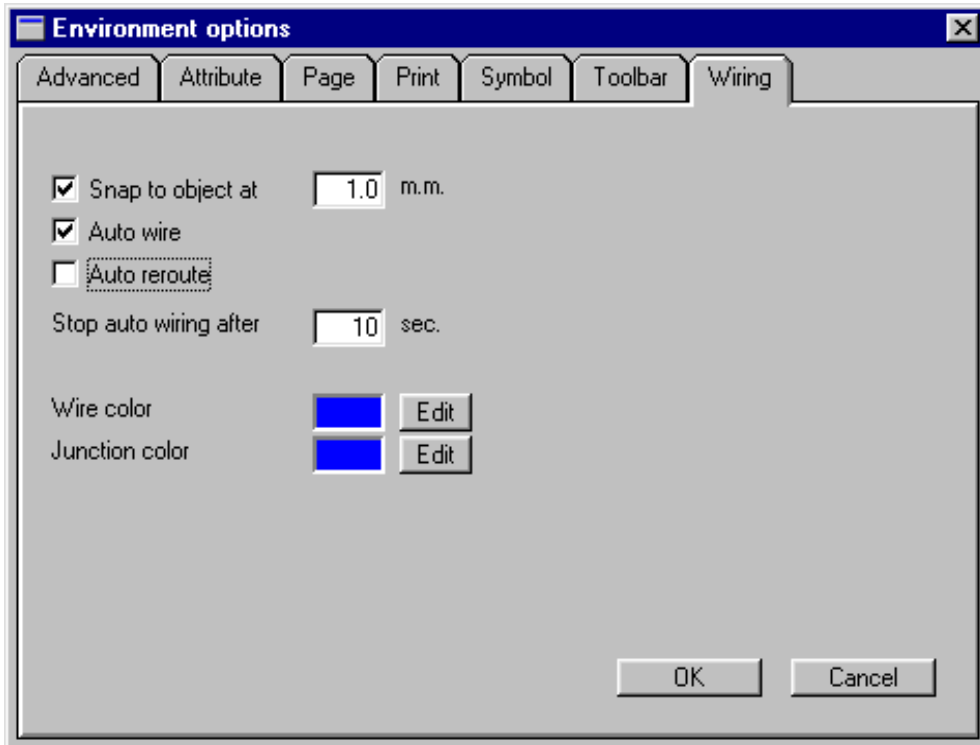 Environment options
Advanced Attribute Page Print Symbol Toolbar Wiring
Snap to object at 1.0 m.m.
Auto wire
Auto reroute
Stop auto wiring after 10 sec.
Wire color Edit
Junction color Edit
OK Cancel